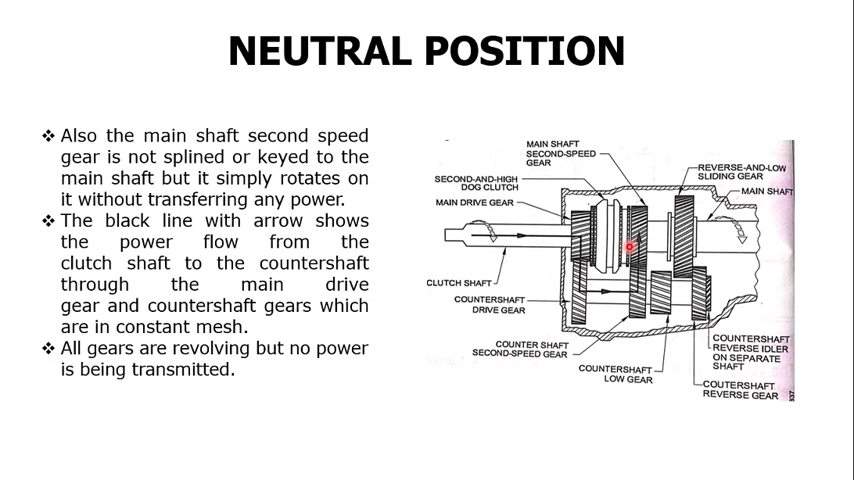 NEUTRAL POSITION
❖ Also the main shaft second speed
gear is not splined or keyed to the
main shaft but it simply rotates on
it without transferring any power.
❖ The black line with arrow shows
the power flow from the
clutch shaft to the countershaft
through the main drive
gear and countershaft gears which
are in constant mesh.
❖ All gears are revolving but no power
is being transmitted.
MAIN SHAFT
SECOND-SPEED
GEAR
REVERSE-AND-LOW
SLIDING GEAR
SECOND-AND-HIGH
DOG CLUTCH
MAIN SHAFT
MAIN DRIVE GEAR
CLUTCH SHAFT
COUNTERSHAFT
DRIVE GEAR
COUNTER SHAFT
SECOND-SPEED GEAR
COUNTERSHAFT
LOW GEAR
COUNTERSHAFT
REVERSE IDLER
ON SEPARATE
SHAFT
COUTERSHAFT
REVERSE GEAR